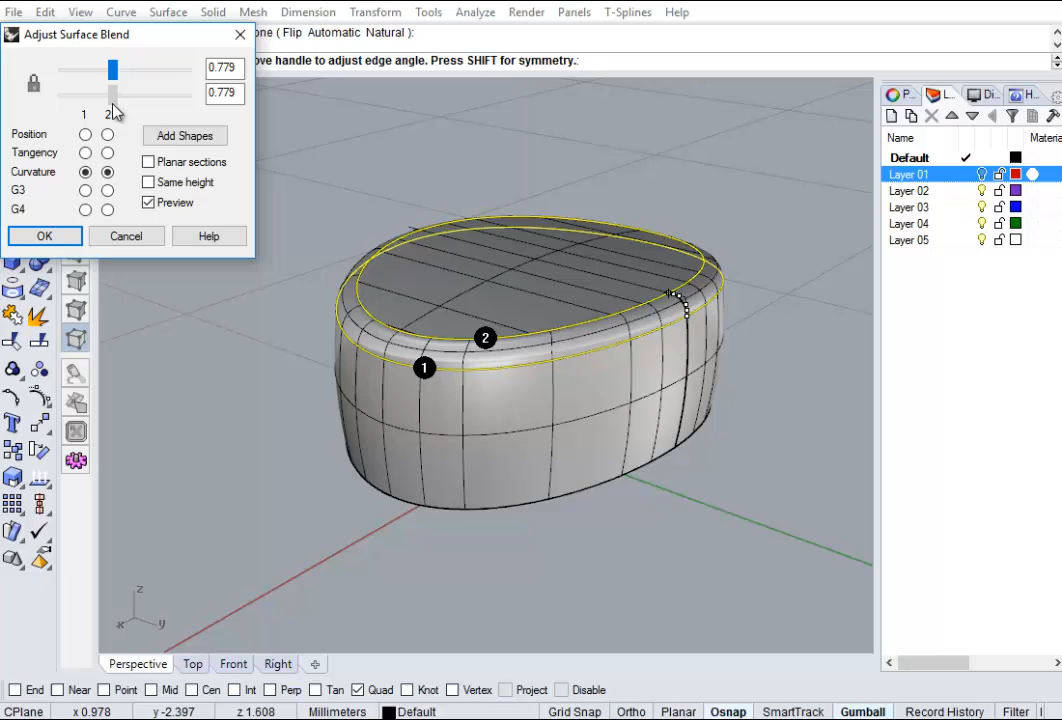 File Edit View Curve Surface Solid Mesh Dimension Transform Tools Analyze Render Panels T-Splines Help
Adjust Surface Blend
one ( Flip Automatic Natural ):
ove handle to adjust edge angle. Press SHIFT for symmetry.:
0.779
0.779
1 2
Position
Tangency
Curvature
G3
G4
Add Shapes
Planar sections
Same height
Preview
OK Cancel Help
P.. L... Di... H...
Name Materia
Default
Layer 01
Layer 02
Layer 03
Layer 04
Layer 05
2
1
z
x y
Perspective Top Front Right
End Near Point Mid Cen Int Perp Tan Quad Knot Vertex Project Disable
CPlane x 0.978 y -2.397 z 1.608 Millimeters Default Grid Snap Ortho Planar Osnap SmartTrack Gumball Record History Filter